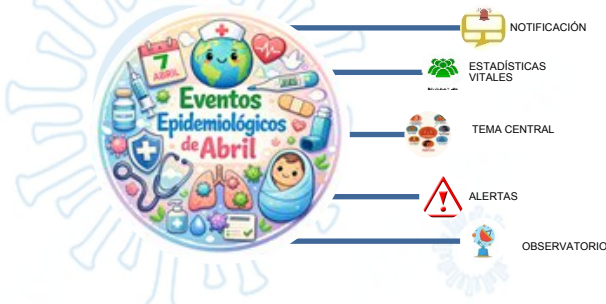 NOTIFICACIÓN
7
ABRIL
ESTADÍSTICAS
VITALES
Eventos
Epidemiológicos
de Abril
TEMA CENTRAL
ALERTAS
OBSERVATORIO